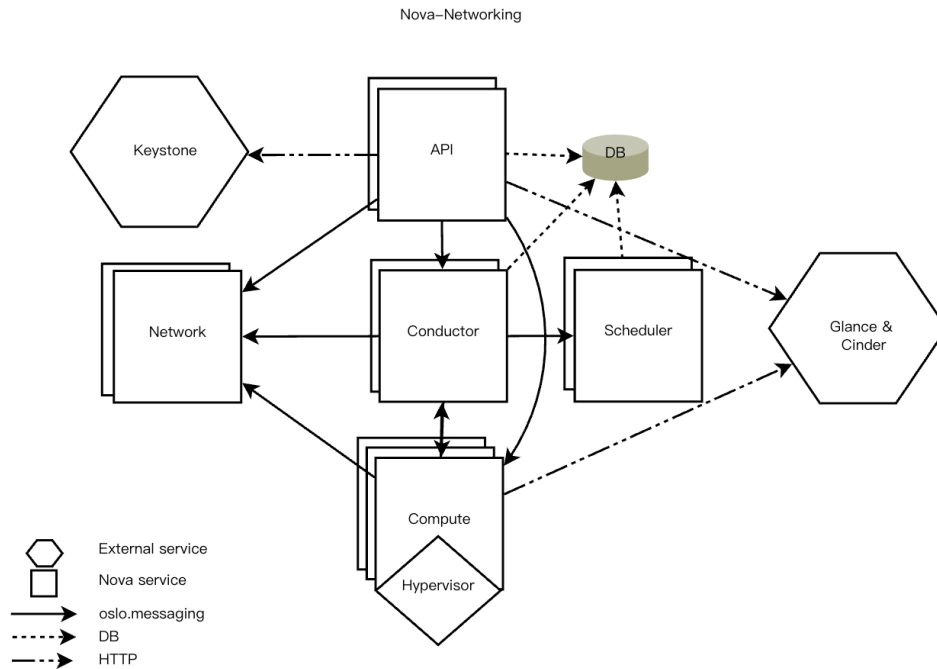 Nova-Networking
Keystone
API
DB
Network
Conductor
Scheduler
Glance &
Cinder
Compute
Hypervisor
External service
Nova service
oslo.messaging
DB
HTTP